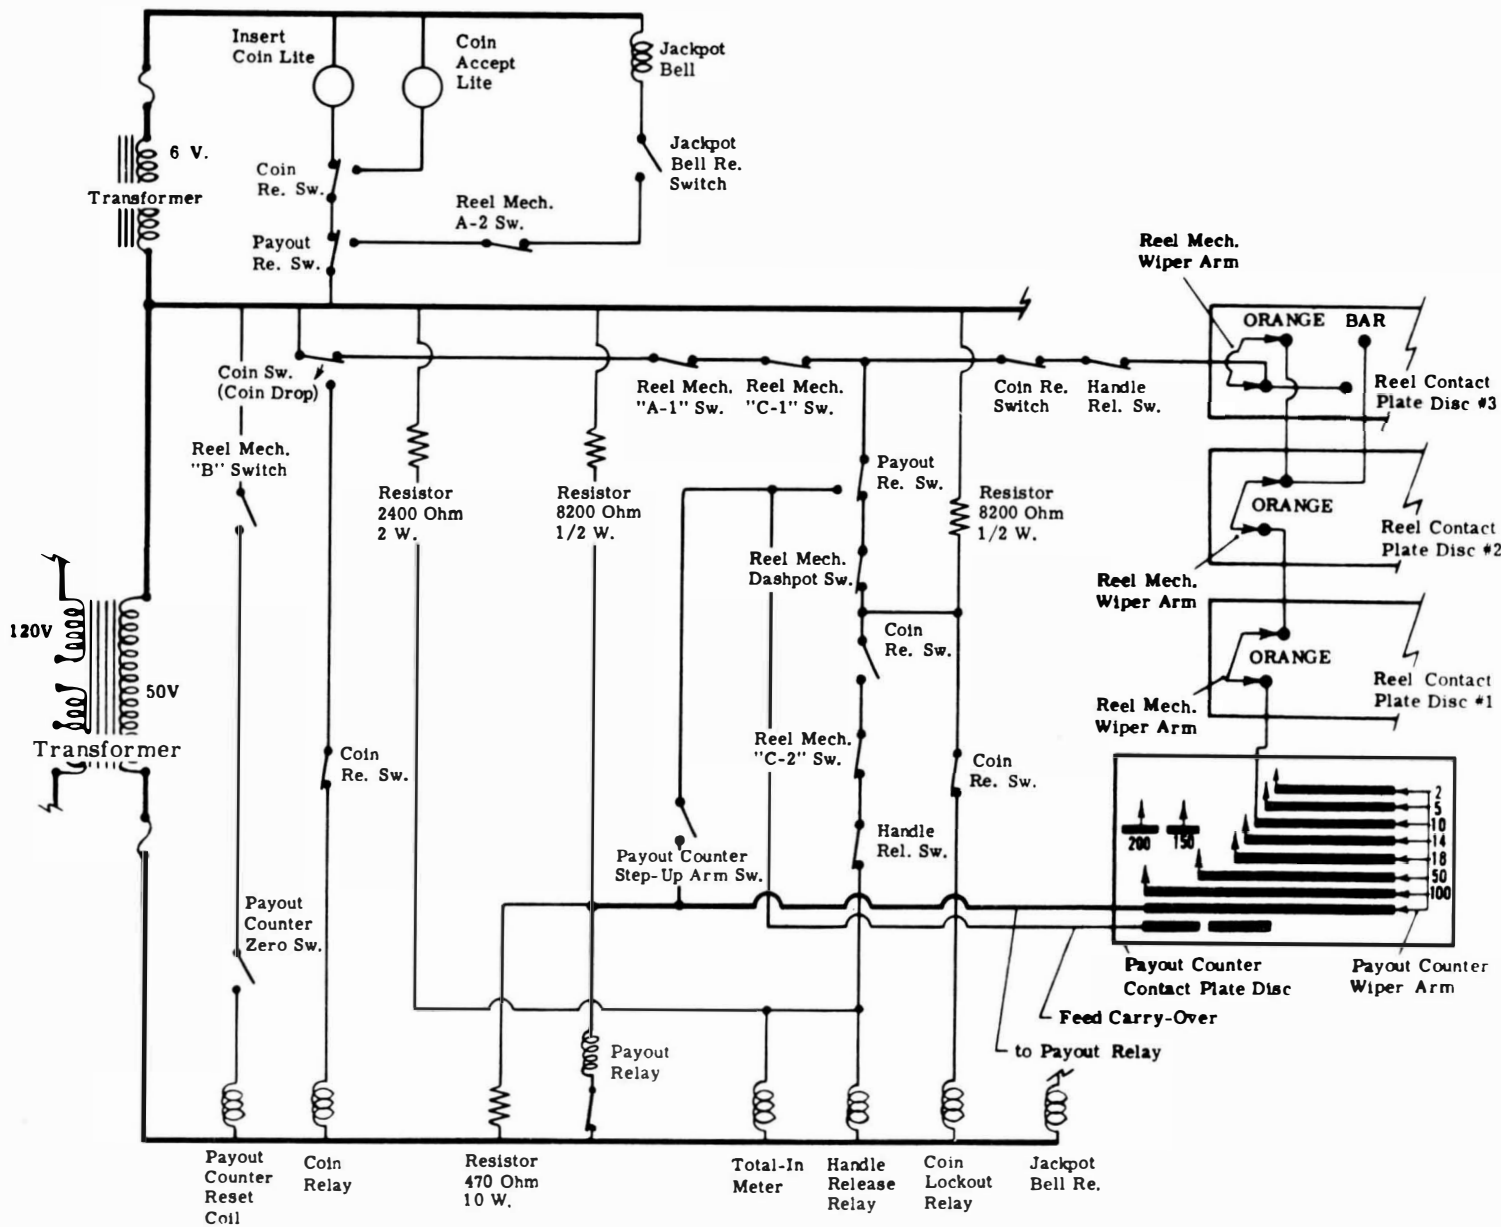 Insert
Coin Lite
Coin
Accept
Lite
Jackpot
Bell
6 V.
Transformer
Coin
Re. Sw.
Jackpot
Bell Re.
Switch
Reel Mech.
A-2 Sw.
Payout
Re. Sw.
Reel Mech.
Wiper Arm
ORANGE
BAR
Coin Sw.
(Coin Drop)
Reel Mech.
"A-1" Sw.
Reel Mech.
"C-1" Sw.
Coin Re.
Switch
Handle
Rel. Sw.
Reel Contact
Plate Disc #3
Reel Mech.
"B" Switch
Resistor
2400 Ohm
2 W.
Resistor
8200 Ohm
1/2 W.
Payout
Re. Sw.
Resistor
8200 Ohm
1/2 W.
ORANGE
Reel Contact
Plate Disc #2
Reel Mech.
Dashpot Sw.
Reel Mech.
Wiper Arm
120V
50V
Transformer
Coin
Re. Sw.
ORANGE
Reel Contact
Plate Disc #1
Reel Mech.
Wiper Arm
Coin
Re. Sw.
Reel Mech.
"C-2" Sw.
Coin
Re. Sw.
Handle
Rel. Sw.
Payout Counter
Step-Up Arm Sw.
2
5
10
14
18
50
100
200
150
Payout
Counter
Zero Sw.
Payout Counter
Contact Plate Disc
Payout Counter
Wiper Arm
Feed Carry-Over
to Payout Relay
Payout
Relay
Payout
Counter
Reset
Coil
Coin
Relay
Resistor
470 Ohm
10 W.
Total-In
Meter
Handle
Release
Relay
Coin
Lockout
Relay
Jackpot
Bell Re.